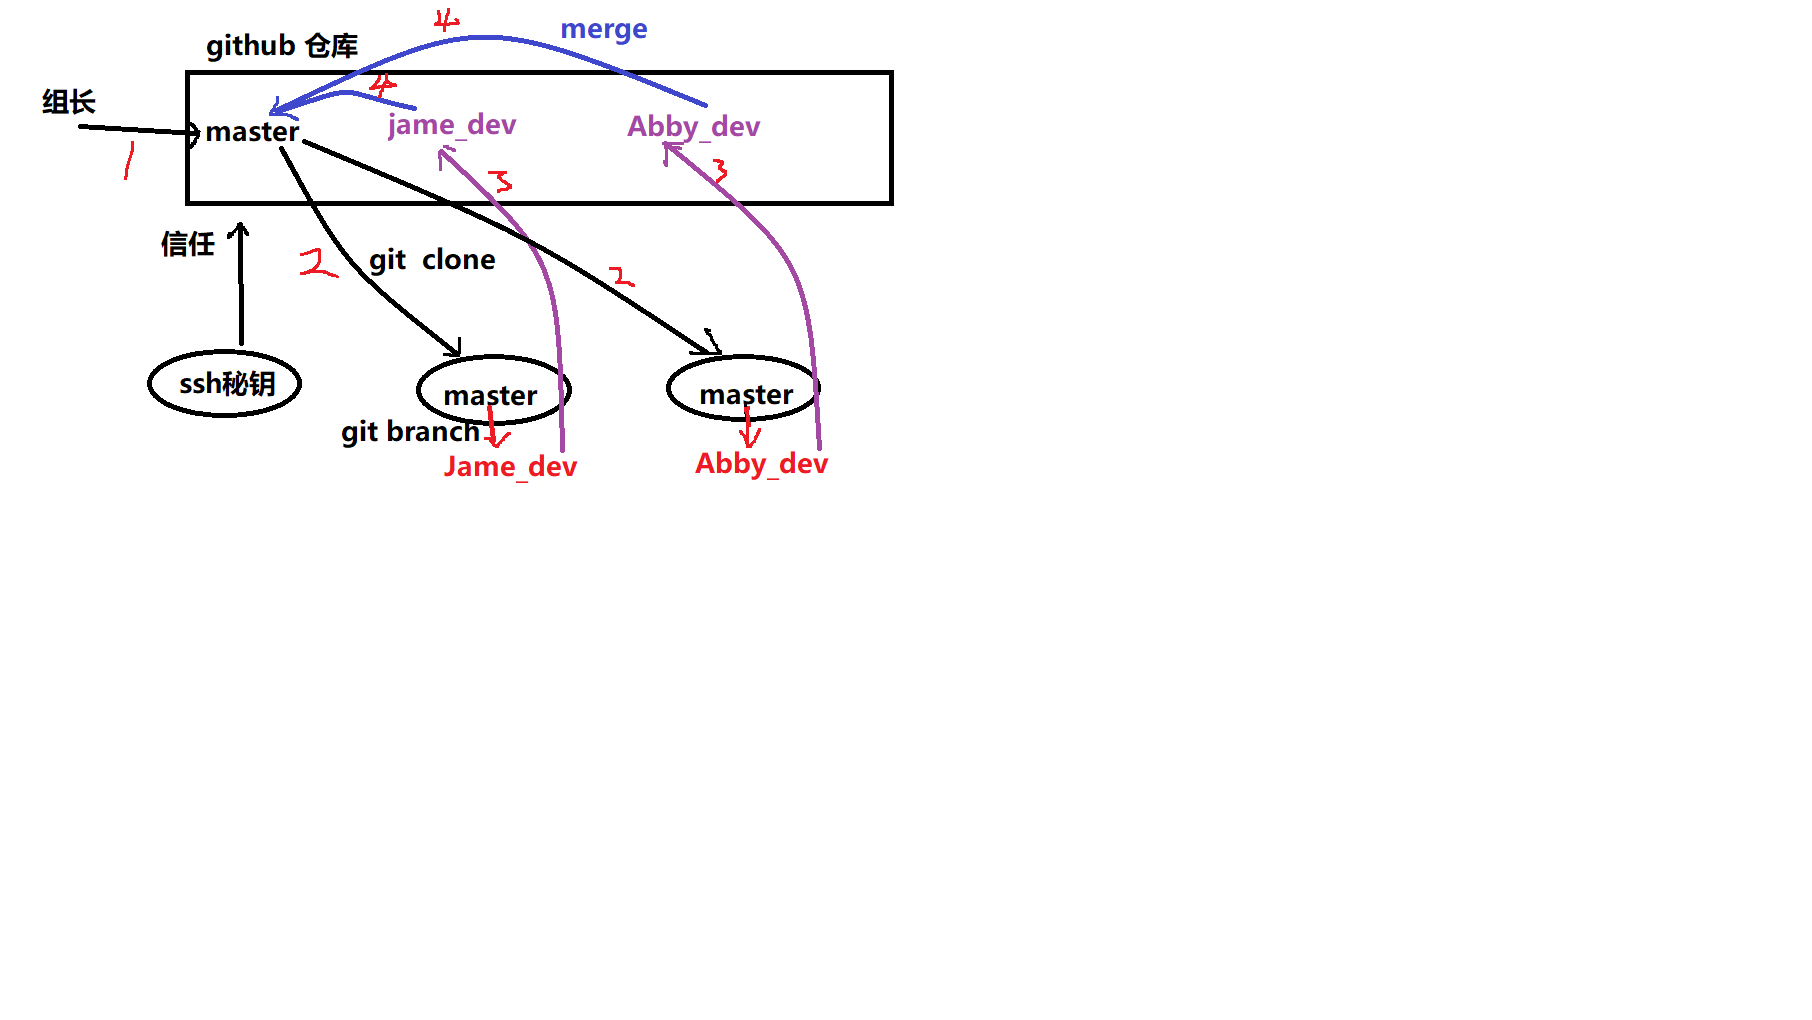 4
merge
github 仓库
4
组长
master
jame_dev
Abby_dev
1
3
3
信任
2
git clone
2
ssh秘钥
master
master
git branch
Jame_dev
Abby_dev